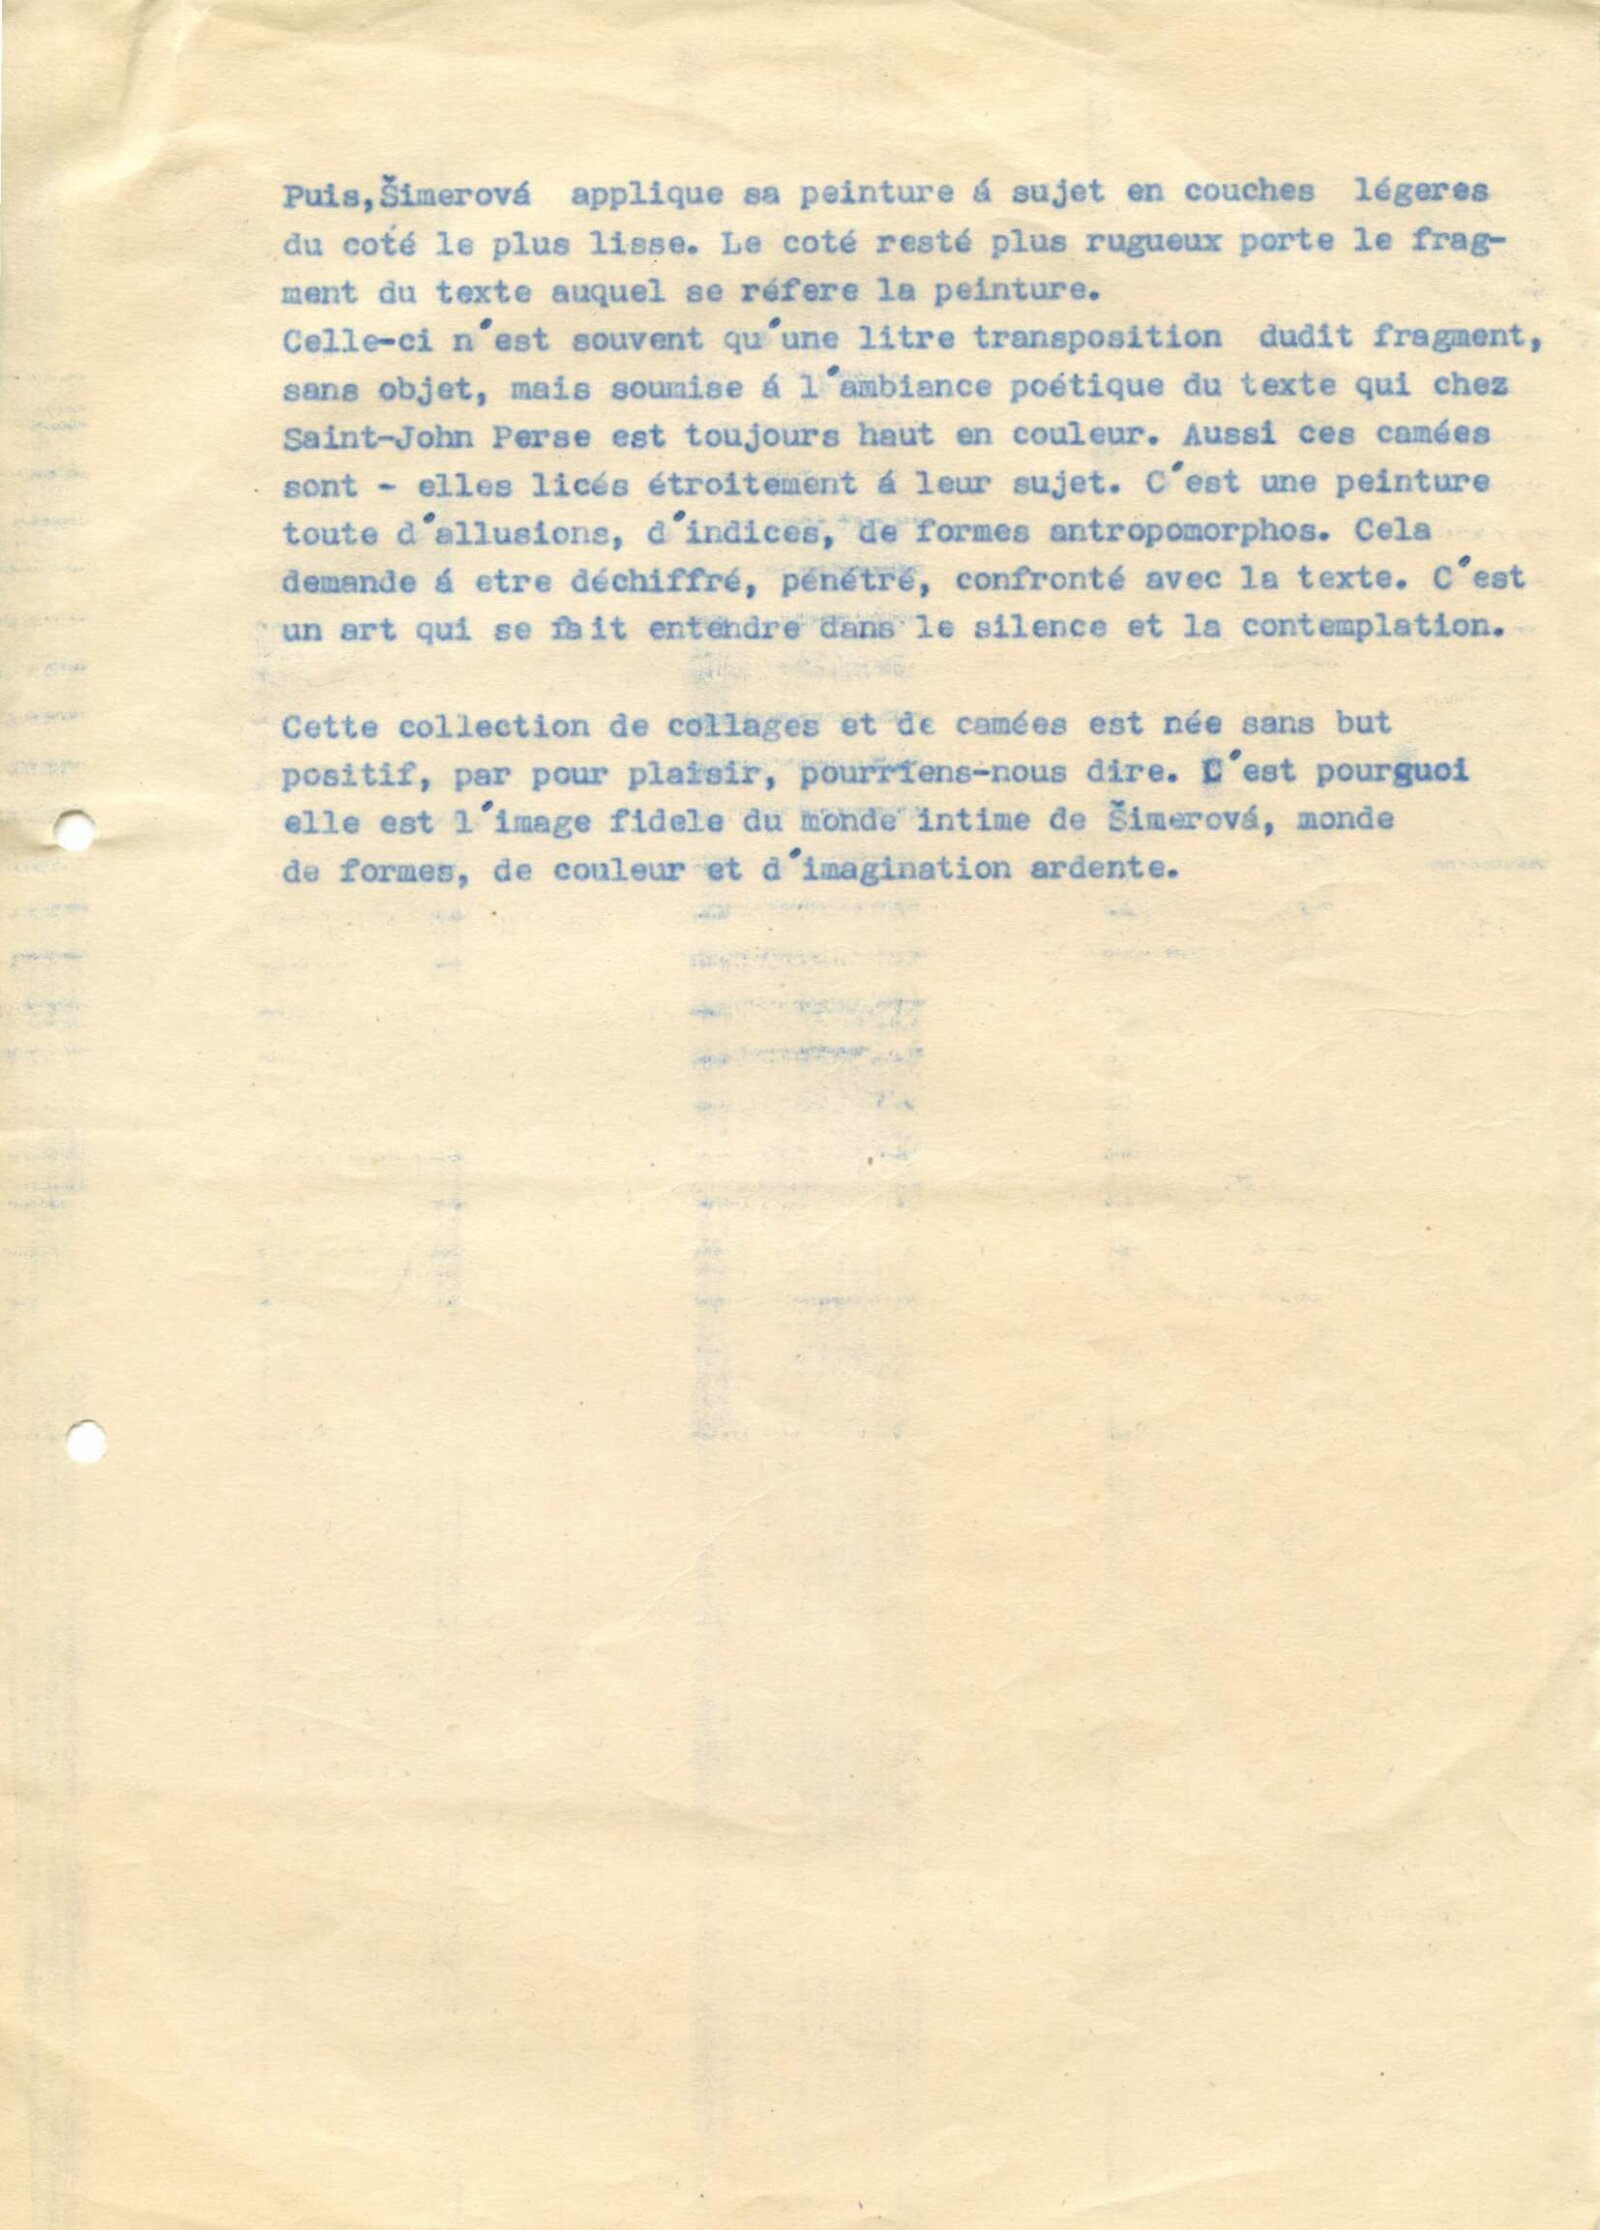 Puis,Šimerová applique sa peinture á sujet en couches légeres
du coté le plus lisse. Le coté resté plus rugueux porte le frag-
ment du texte auquel se réfere la peinture.
Celle-ci n´est souvent qu´une litre transposition dudit fragment,
sans objet, mais soumise á l´ambiance poétique du texte qui chez
Saint-John Perse est toujours haut en couleur. Aussi ces camées
sont - elles licés étroitement á leur sujet. C´est une peinture
toute d´allusions, d´indices, de formes antropomorphos. Cela
demande á etre déchiffré, pénétré, confronté avec la texte. C´est
un art qui se fait entendre dans le silence et la contemplation.
Cette collection de collages et de camées est née sans but
positif, par pour plaisir, pourriens-nous dire. C´est pourguoi
elle est l´image fidele du monde intime de Šimerová, monde
de formes, de couleur et d´imagination ardente.